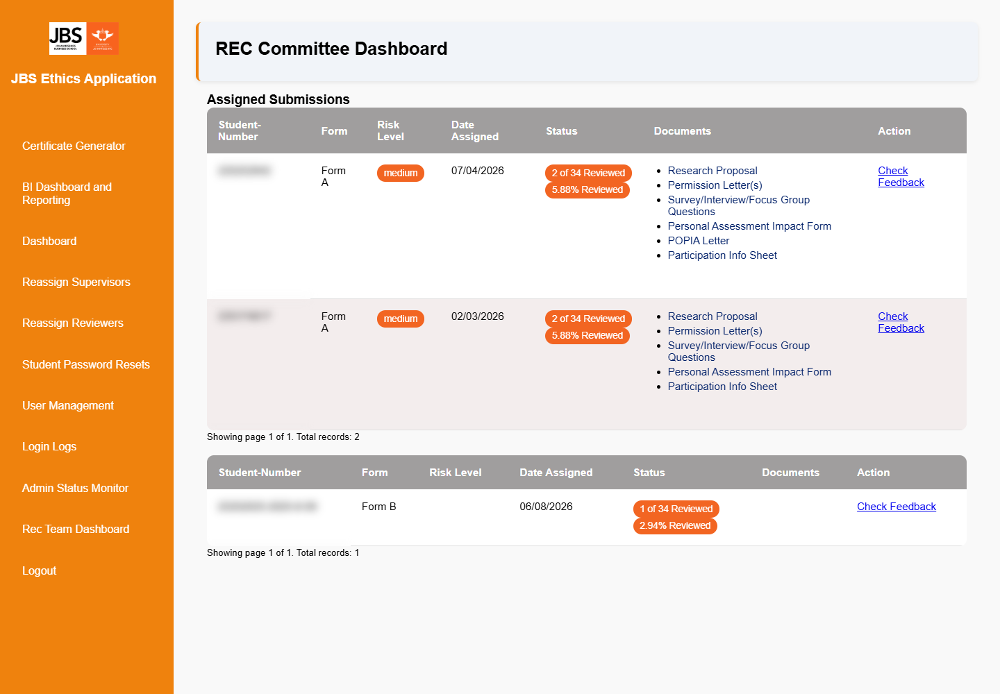 JBS
JOHANNESBURG
BUSINESS SCHOOL
JBS Ethics Application
Certificate Generator
BI Dashboard and
Reporting
Dashboard
Reassign Supervisors
Reassign Reviewers
Student Password Resets
User Management
Login Logs
Admin Status Monitor
Rec Team Dashboard
Logout
REC Committee Dashboard
Assigned Submissions
Student-Number Form Risk Level Date Assigned Status Documents Action
Form A medium 07/04/2026 2 of 34 Reviewed
5.88% Reviewed
Research Proposal
Permission Letter(s)
Survey/Interview/Focus Group
Questions
Personal Assessment Impact Form
POPIA Letter
Participation Info Sheet
Check Feedback
Form A medium 02/03/2026 2 of 34 Reviewed
5.88% Reviewed
Research Proposal
Permission Letter(s)
Survey/Interview/Focus Group
Questions
Personal Assessment Impact Form
Participation Info Sheet
Check Feedback
Showing page 1 of 1. Total records: 2
Student-Number Form Risk Level Date Assigned Status Documents Action
Form B 06/08/2026 1 of 34 Reviewed
2.94% Reviewed
Check Feedback
Showing page 1 of 1. Total records: 1